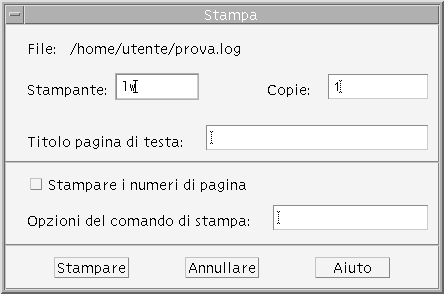 Stampa
File: /home/utente/prova.log
Stampante: lw Copie: 1
Titolo pagina di testa:
Stampare i numeri di pagina
Opzioni del comando di stampa:
Stampare Annullare Aiuto